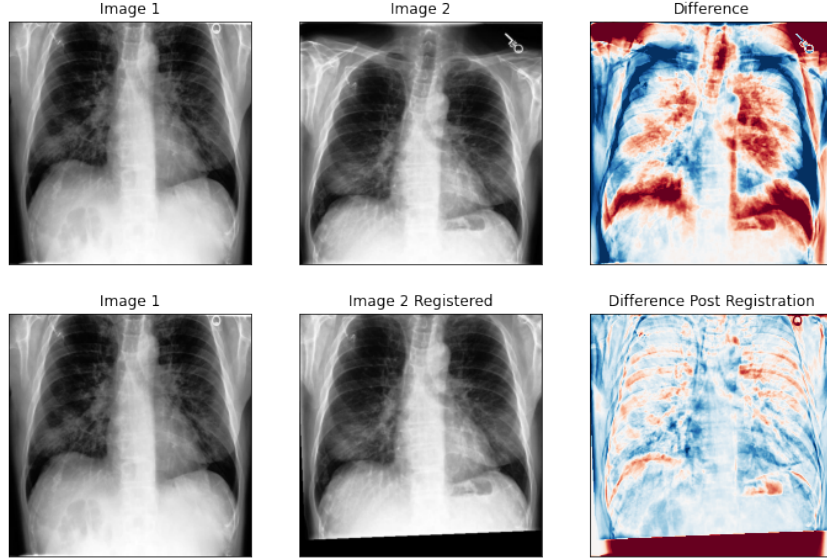 Image 1
Image 2
Difference
Image 1
Image 2 Registered
Difference Post Registration